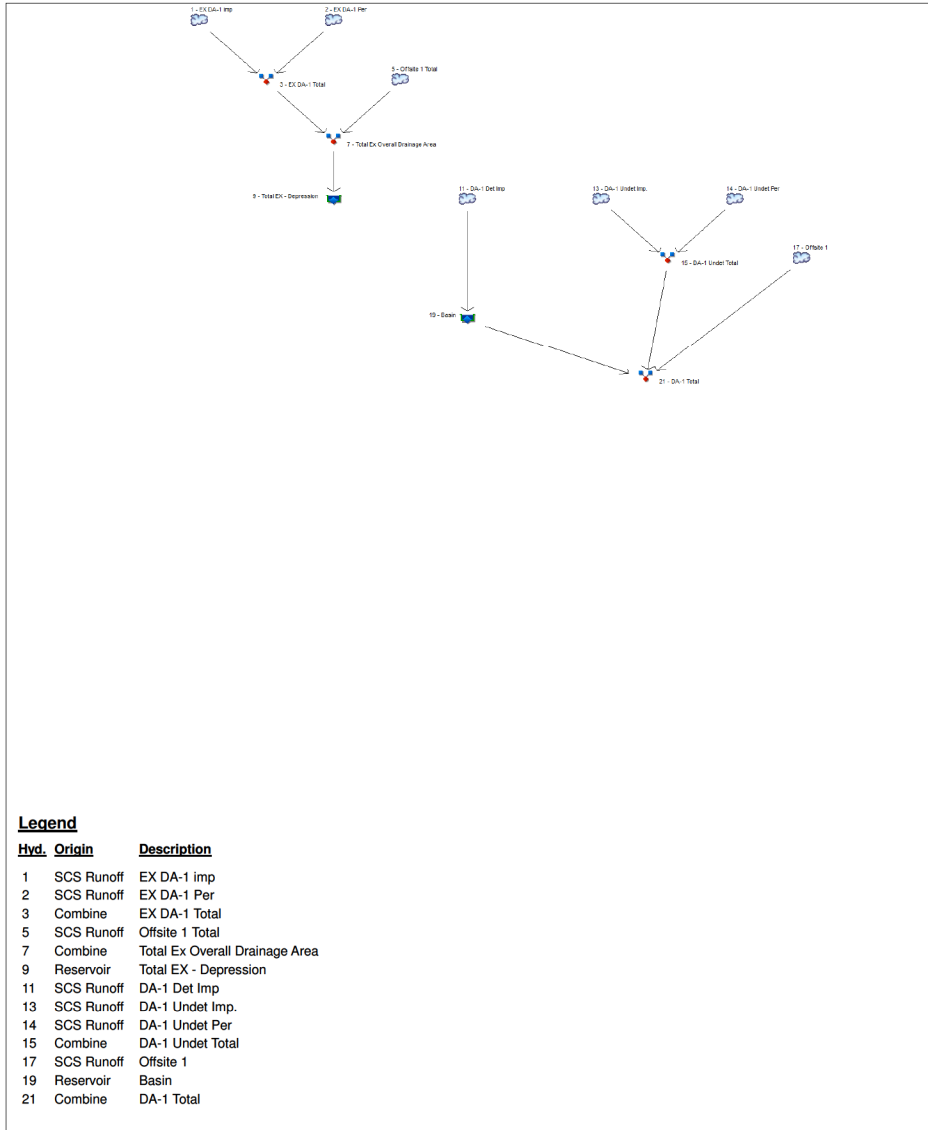 1 - EX DA-1 imp
2 - EX DA-1 Per
3 - EX DA-1 Total
5 - Offsite 1 Total
7 - Total Ex Overall Drainage Area
9 - Total EX - Depression
11 - DA-1 Det Imp
13 - DA-1 Undet Imp.
14 - DA-1 Undet Per
15 - DA-1 Undet Total
17 - Offsite 1
19 - Basin
21 - DA-1 Total
Legend
Hyd. Origin Description
1 SCS Runoff EX DA-1 imp
2 SCS Runoff EX DA-1 Per
3 Combine EX DA-1 Total
5 SCS Runoff Offsite 1 Total
7 Combine Total Ex Overall Drainage Area
9 Reservoir Total EX - Depression
11 SCS Runoff DA-1 Det Imp
13 SCS Runoff DA-1 Undet Imp.
14 SCS Runoff DA-1 Undet Per
15 Combine DA-1 Undet Total
17 SCS Runoff Offsite 1
19 Reservoir Basin
21 Combine DA-1 Total